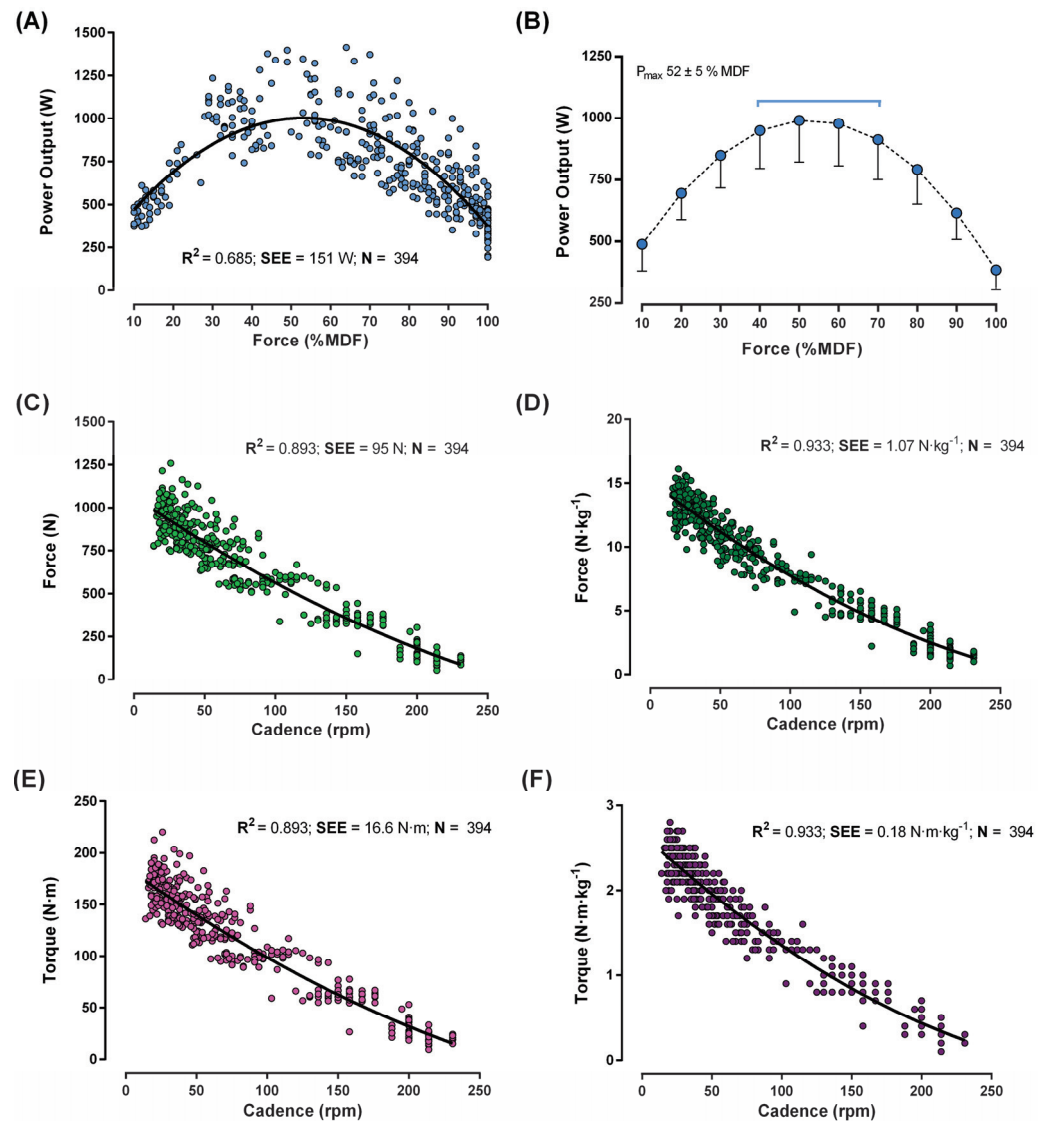 (A)
1500
1250
1000
750
500
250
0
Power Output (W)
R² = 0.685; SEE = 151 W; N = 394
10 20 30 40 50 60 70 80 90 100
Force (%MDF)
(B)
1250
1000
750
500
250
Power Output (W)
Pmax 52 ± 5 % MDF
10 20 30 40 50 60 70 80 90 100
Force (%MDF)
(C)
1500
1250
1000
750
500
250
0
Force (N)
R² = 0.893; SEE = 95 N; N = 394
0 50 100 150 200 250
Cadence (rpm)
(D)
20
15
10
5
0
Force (N·kg⁻¹)
R² = 0.933; SEE = 1.07 N·kg⁻¹; N = 394
0 50 100 150 200 250
Cadence (rpm)
(E)
250
200
150
100
50
0
Torque (N·m)
R² = 0.893; SEE = 16.6 N·m; N = 394
0 50 100 150 200 250
Cadence (rpm)
(F)
3
2
1
0
Torque (N·m·kg⁻¹)
R² = 0.933; SEE = 0.18 N·m·kg⁻¹; N = 394
0 50 100 150 200 250
Cadence (rpm)